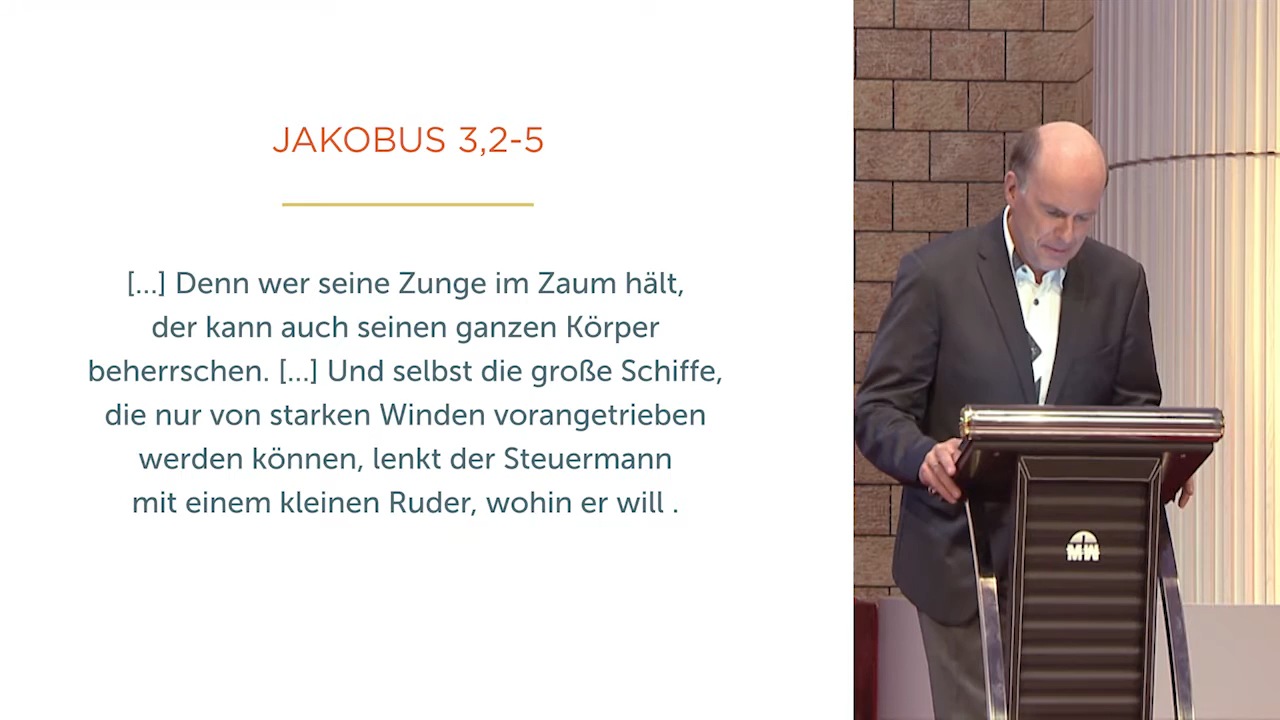 JAKOBUS 3,2-5
[...] Denn wer seine Zunge im Zaum hält,
der kann auch seinen ganzen Körper
beherrschen. [...] Und selbst die große Schiffe,
die nur von starken Winden vorangetrieben
werden können, lenkt der Steuermann
mit einem kleinen Ruder, wohin er will .
MW